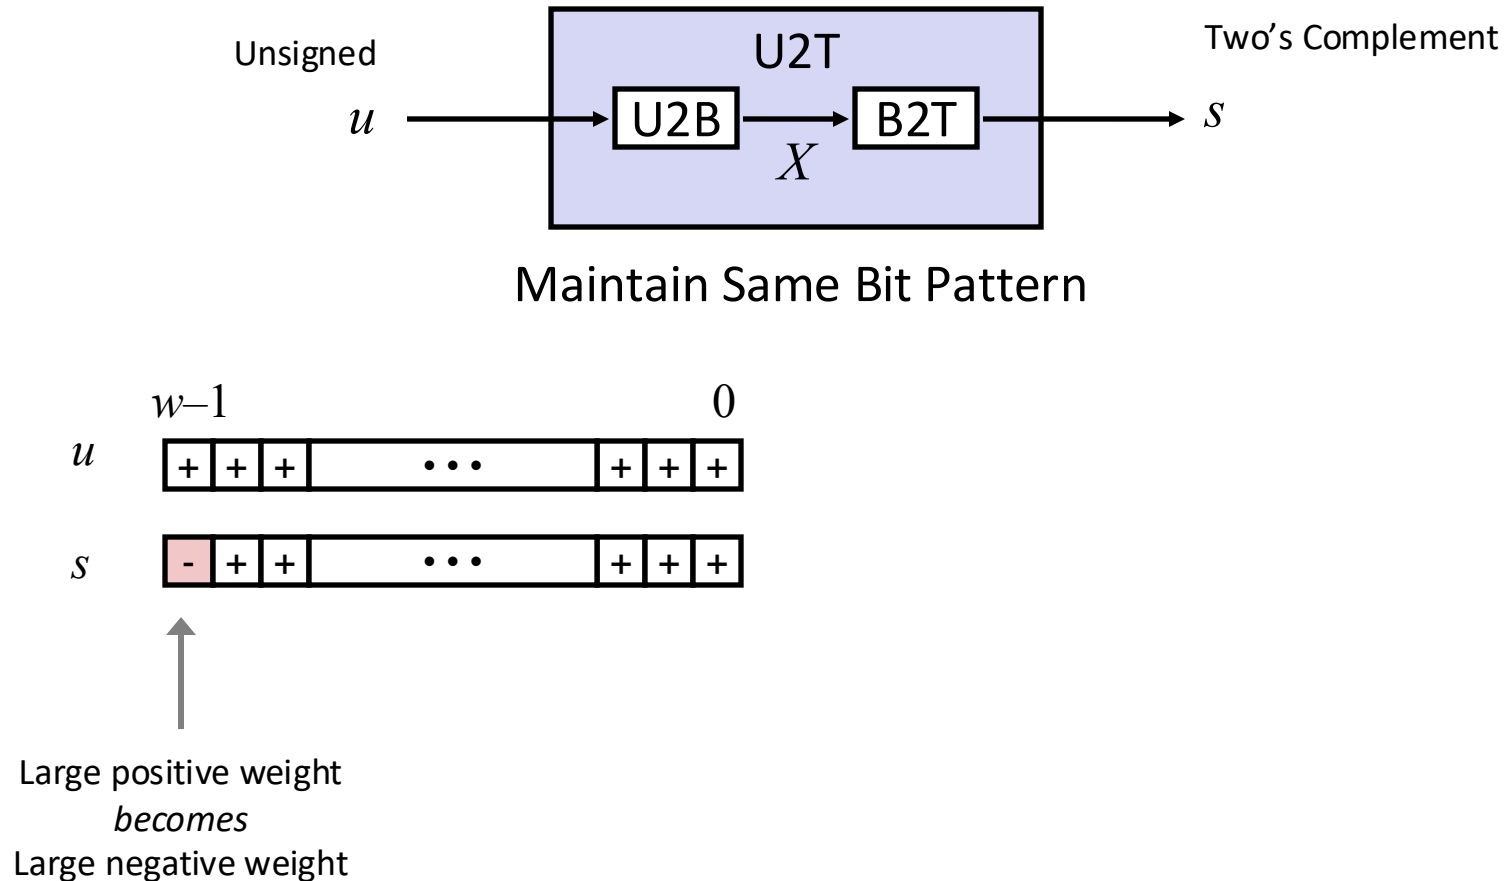 Unsigned
U2T
Two’s Complement
u
U2B
B2T
s
X
Maintain Same Bit Pattern
w–1 0
u
+ + + • • • + + +
s
- + + • • • + + +
Large positive weight
becomes
Large negative weight